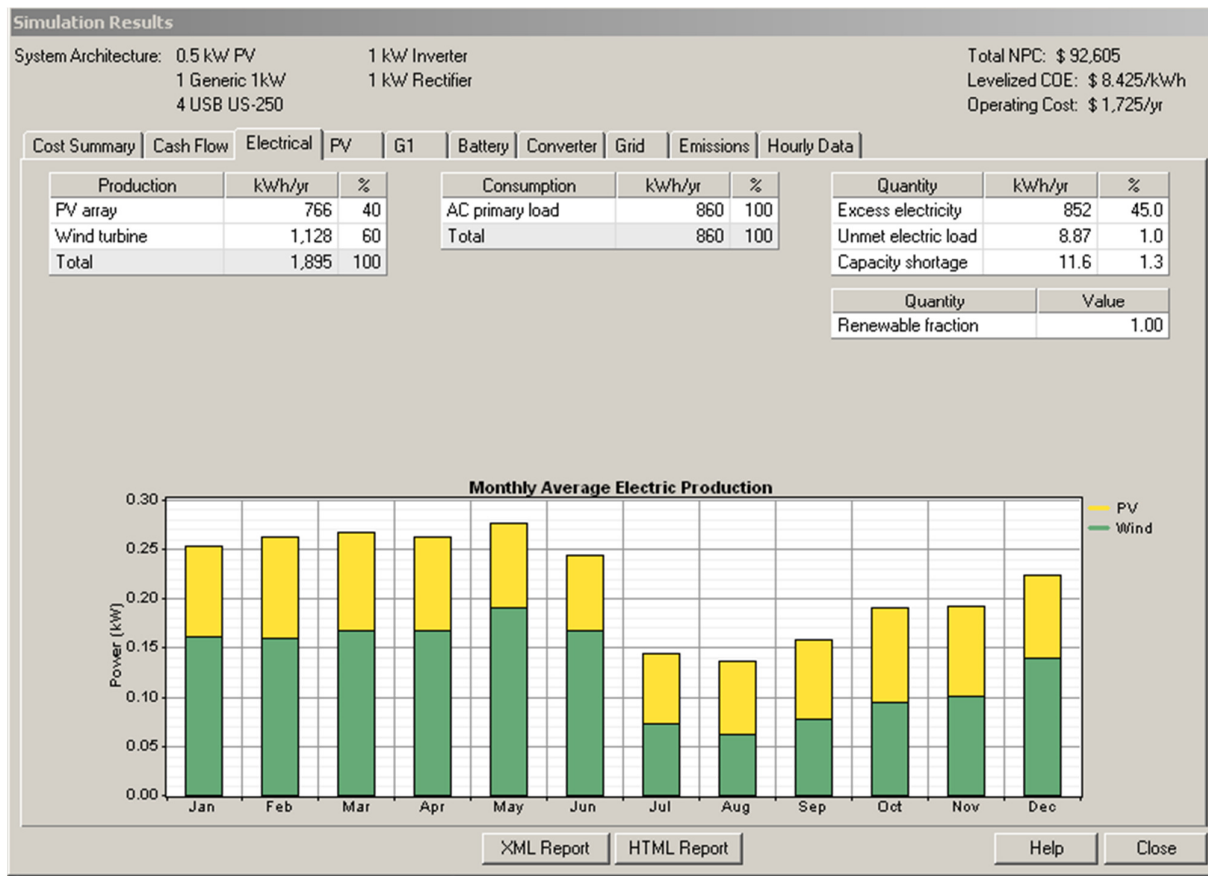 Simulation Results
System Architecture: 0.5 kW PV 1 kW Inverter Total NPC: $ 92,605
1 Generic 1kW 1 kW Rectifier Levelized COE: $ 8.425/kWh
4 USB US-250 Operating Cost: $ 1,725/yr
Cost Summary Cash Flow Electrical PV G1 Battery Converter Grid Emissions Hourly Data
Production kWh/yr % Consumption kWh/yr % Quantity kWh/yr %
PV array 766 40 AC primary load 860 100 Excess electricity 852 45.0
Wind turbine 1,128 60 Total 860 100 Unmet electric load 8.87 1.0
Total 1,895 100 Capacity shortage 11.6 1.3
Quantity Value
Renewable fraction 1.00
Monthly Average Electric Production
0.30
0.25
0.20
0.15
0.10
0.05
0.00
Power (kW)
PV
Wind
Jan Feb Mar Apr May Jun Jul Aug Sep Oct Nov Dec
XML Report HTML Report Help Close